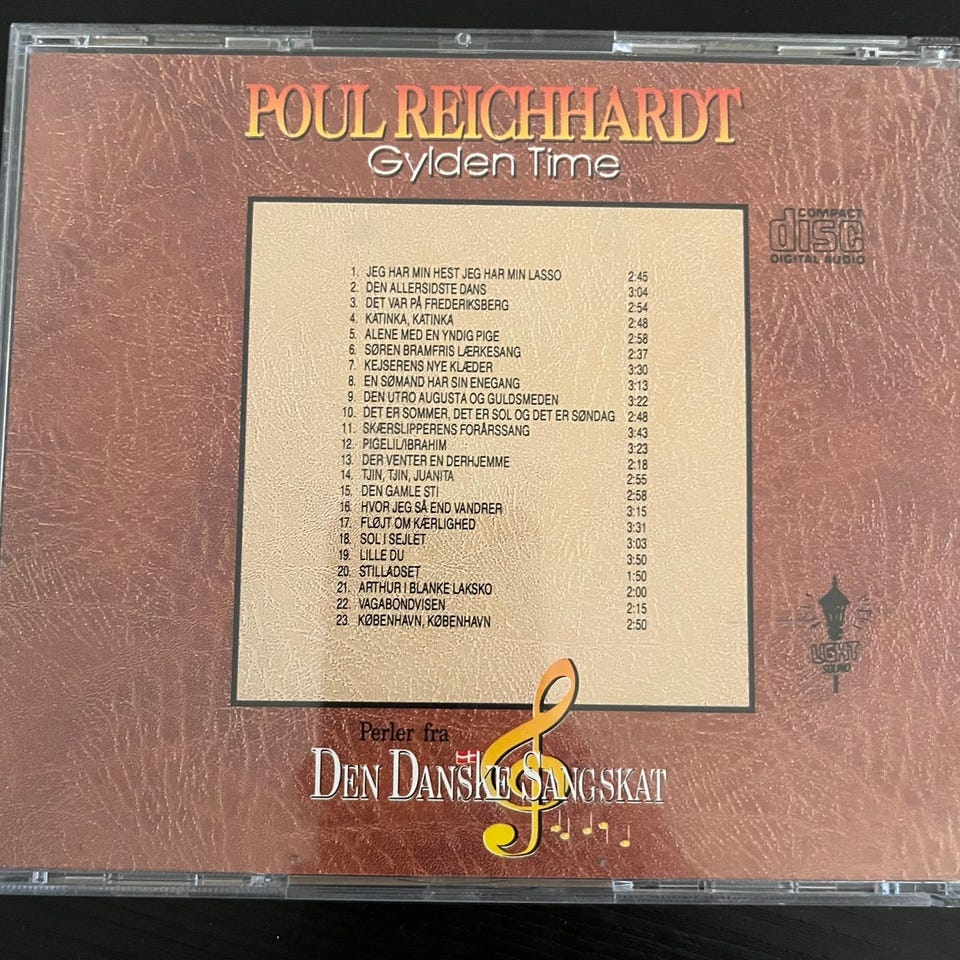 POUL REICHHARDT
Gylden Time
COMPACT
disc
DIGITAL AUDIO
1. JEG HAR MIN HEST JEG HAR MIN LASSO 2:45
2. DEN ALLERSIDSTE DANS 3:04
3. DET VAR PÅ FREDERIKSBERG 2:54
4. KATINKA, KATINKA 2:48
5. ALENE MED EN YNDIG PIGE 2:58
6. SØREN BRAMFRIS LÆRKESANG 2:37
7. KEJSERENS NYE KLÆDER 3:30
8. EN SØMAND HAR SIN ENEGANG 3:13
9. DEN UTRO AUGUSTA OG GULDSMEDEN 3:22
10. DET ER SOMMER, DET ER SOL OG DET ER SØNDAG 2:48
11. SKÆRSLIPPERENS FORÅRSSANG 3:43
12. PIGELIL/IBRAHIM 3:23
13. DER VENTER EN DERHJEMME 2:18
14. TJIN, TJIN, JUANITA 2:55
15. DEN GAMLE STI 2:58
16. HVOR JEG SÅ END VANDRER 3:15
17. FLØJT OM KÆRLIGHED 3:31
18. SOL I SEJLET 3:03
19. LILLE DU 3:50
20. STILLADSET 1:50
21. ARTHUR I BLANKE LAKSKO 2:00
22. VAGABONDVISEN 2:15
23. KØBENHAVN, KØBENHAVN 2:50
LIGHT
SOUND
Perler fra
DEN DANSKE SANGSKAT